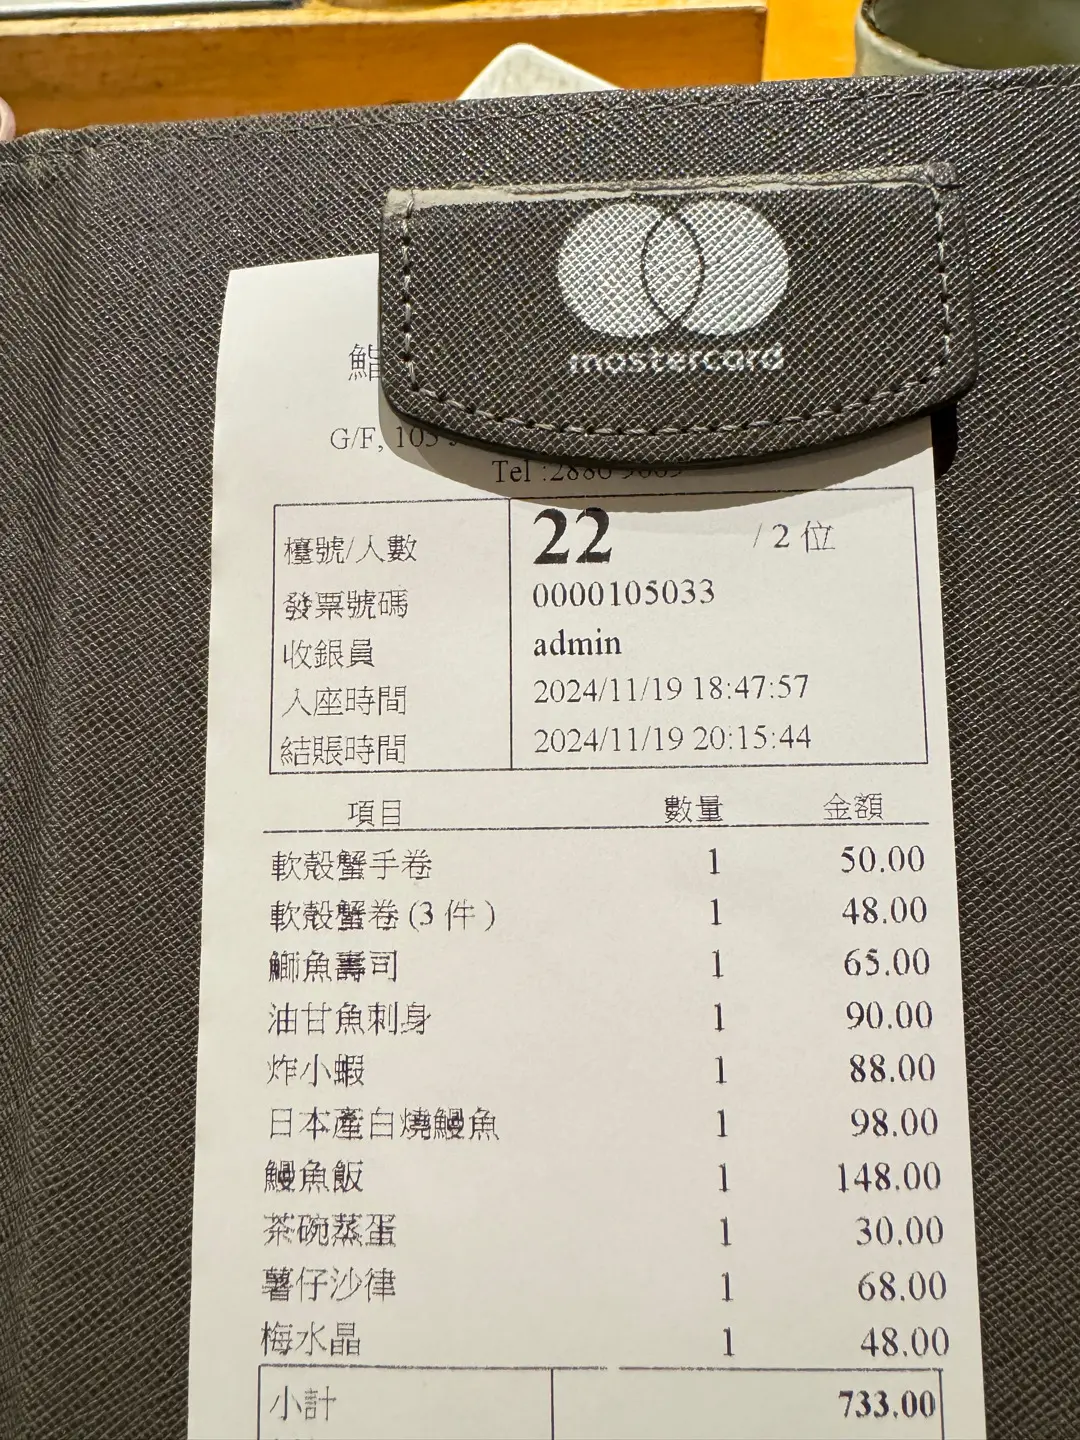 mastercard
鮨
G/F, 105
Tel :2880
檯號/人數 22 / 2 位
發票號碼 0000105033
收銀員 admin
入座時間 2024/11/19 18:47:57
結賬時間 2024/11/19 20:15:44
項目 數量 金額
軟殼蟹手卷 1 50.00
軟殼蟹卷 (3 件 ) 1 48.00
鰤魚壽司 1 65.00
油甘魚刺身 1 90.00
炸小蝦 1 88.00
日本產白燒鰻魚 1 98.00
鰻魚飯 1 148.00
茶碗蒸蛋 1 30.00
薯仔沙律 1 68.00
梅水晶 1 48.00
小計 733.00